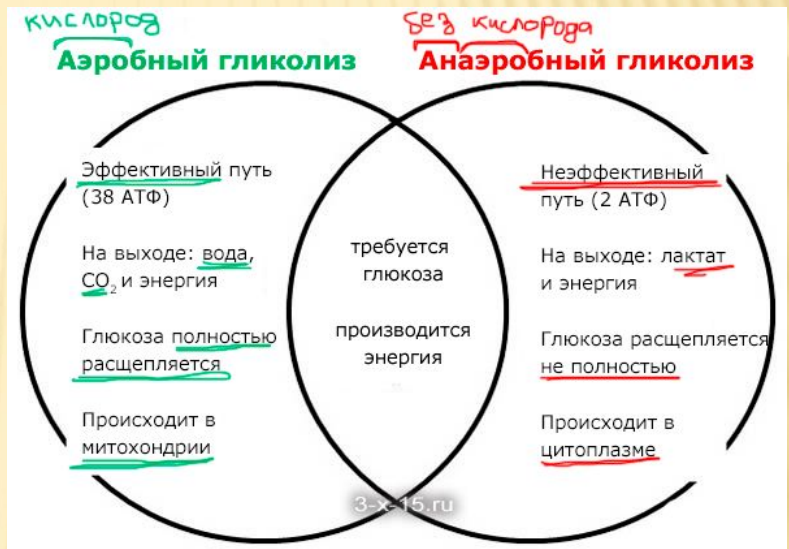 кислород
Аэробный гликолиз
Эффективный путь
(38 АТФ)
На выходе: вода,
CO2 и энергия
Глюкоза полностью
расщепляется
Происходит в
митохондрии
требуется
глюкоза
производится
энергия
без кислорода
Анаэробный гликолиз
Неэффективный
путь (2 АТФ)
На выходе: лактат
и энергия
Глюкоза расщепляется
не полностью
Происходит в
цитоплазме
3-x-15.ru